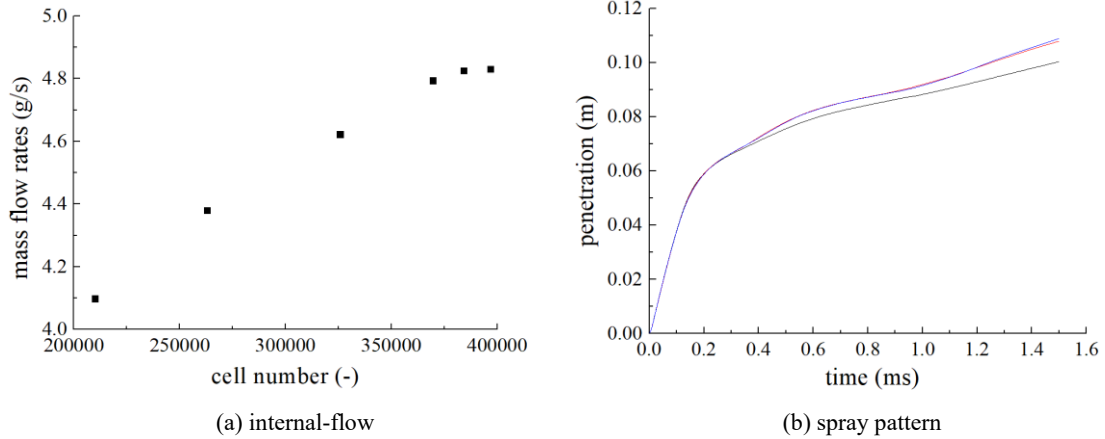 5.0
4.8
4.6
4.4
4.2
4.0
mass flow rates (g/s)
200000 250000 300000 350000 400000
cell number (-)
(a) internal-flow
0.12
0.10
0.08
0.06
0.04
0.02
0.00
penetration (m)
0.0 0.2 0.4 0.6 0.8 1.0 1.2 1.4 1.6
time (ms)
(b) spray pattern